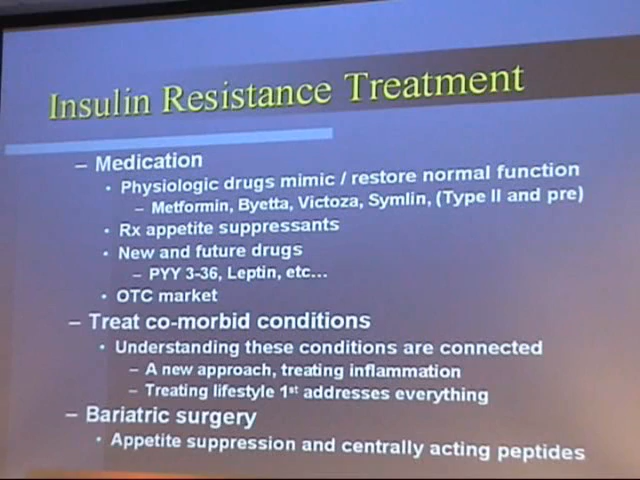 Insulin Resistance Treatment
– Medication
• Physiologic drugs mimic / restore normal function
– Metformin, Byetta, Victoza, Symlin, (Type II and pre)
• Rx appetite suppressants
• New and future drugs
– PYY 3-36, Leptin, etc...
• OTC market
– Treat co-morbid conditions
• Understanding these conditions are connected
– A new approach, treating inflammation
– Treating lifestyle 1st addresses everything
– Bariatric surgery
• Appetite suppression and centrally acting peptides